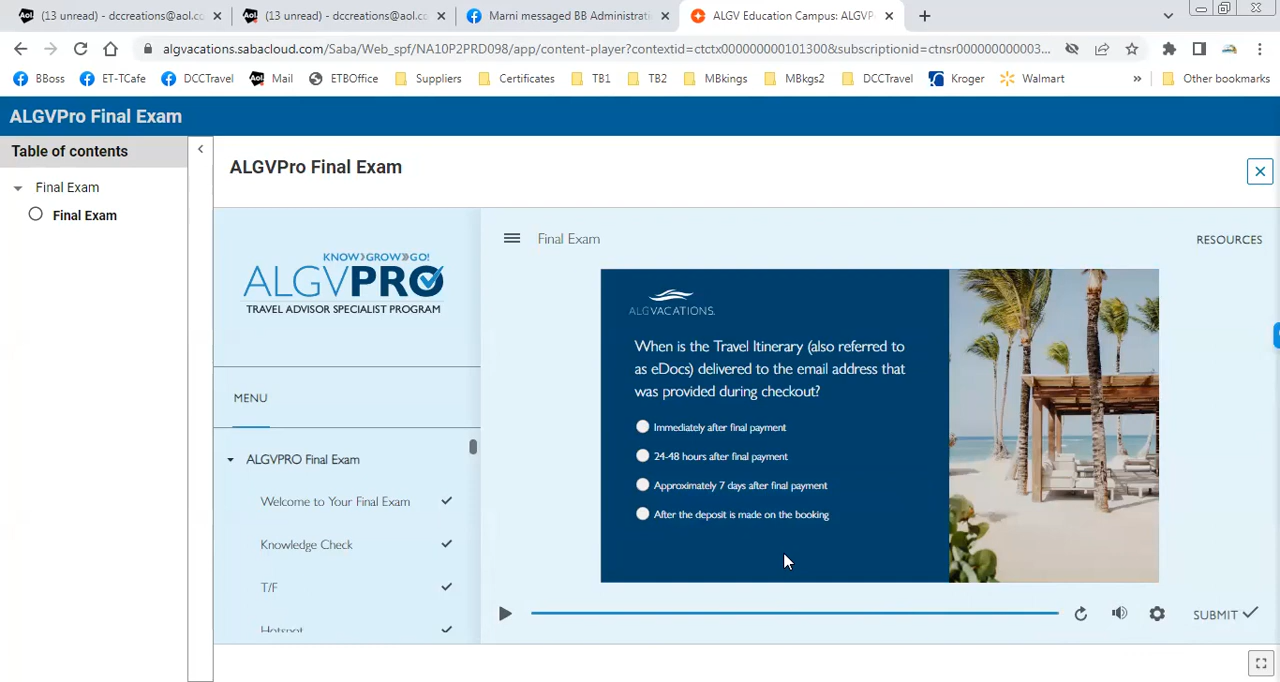 (13 unread) - dccreations@aol.cc
(13 unread) - dccreations@aol.cc
Marni messaged BB Administrati
ALGV Education Campus: ALGVP
algvacations.sabacloud.com/Saba/Web_spf/NA10P2PRD098/app/content-player?contextid=ctctx000000000101300&subscriptionid=ctnsr000000000003...
BBoss
ET-TCafe
DCCTravel
Aol.
Mail
ETBOffice
Suppliers
Certificates
TB1
TB2
MBkings
MBkgs2
DCCTravel
Kroger
Walmart
»
Other bookmarks
ALGVPro Final Exam
Table of contents
Final Exam
Final Exam
ALGVPro Final Exam
KNOW>GROW>GO!
ALGVPRO
TRAVEL ADVISOR SPECIALIST PROGRAM
MENU
ALGVPRO Final Exam
Welcome to Your Final Exam
Knowledge Check
T/F
Hotspot
Final Exam
RESOURCES
ALGVACATIONS.
When is the Travel Itinerary (also referred to
as eDocs) delivered to the email address that
was provided during checkout?
Immediately after final payment
24-48 hours after final payment
Approximately 7 days after final payment
After the deposit is made on the booking
SUBMIT